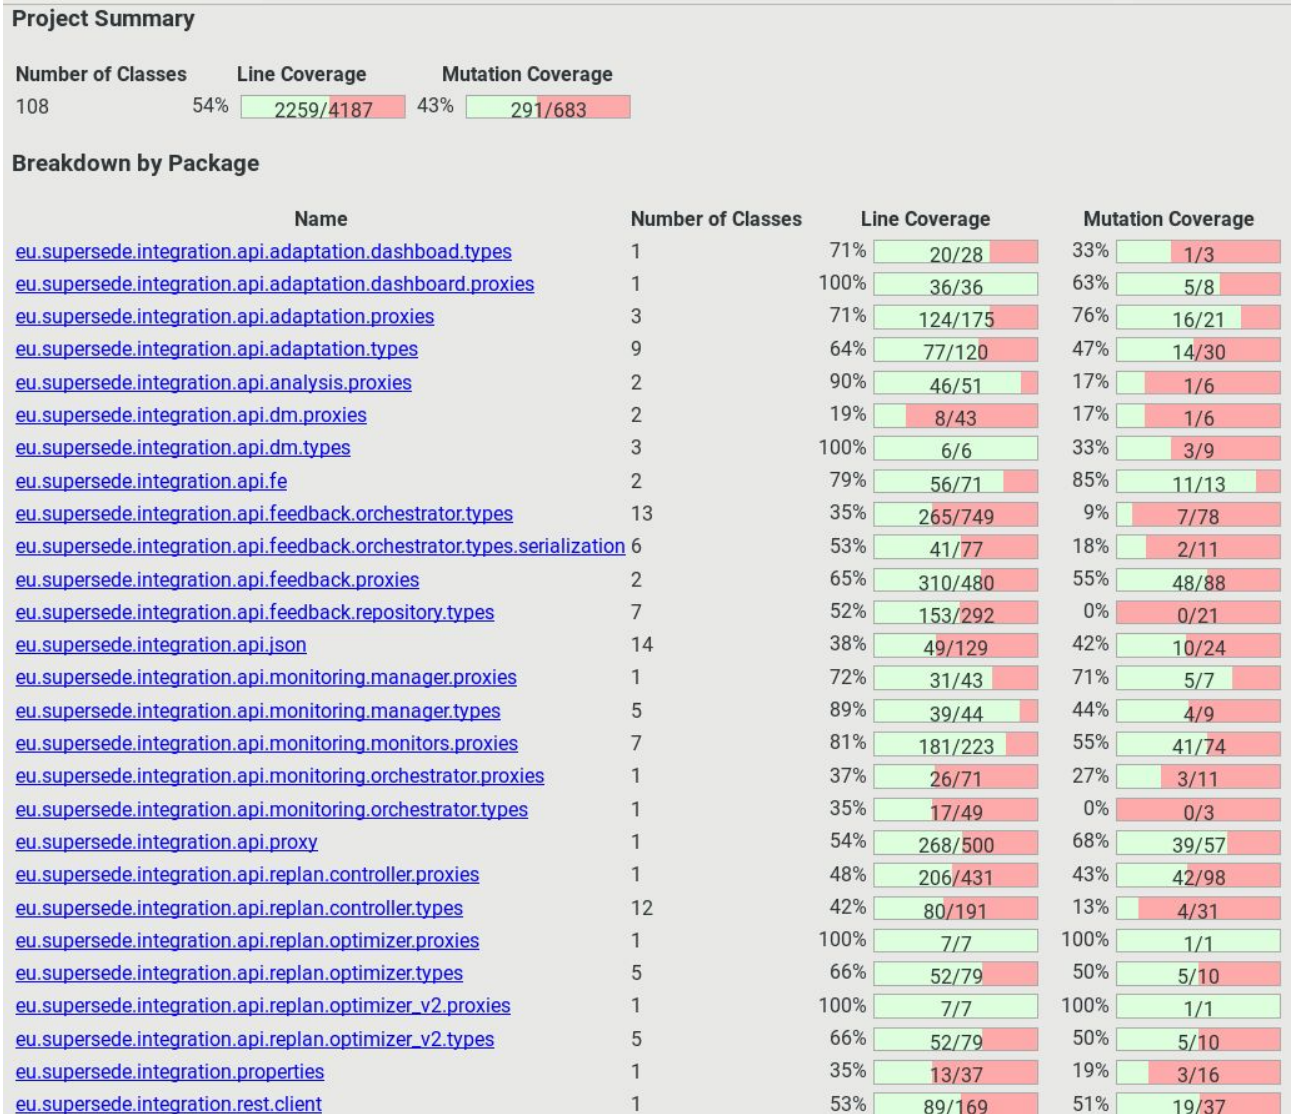 Project Summary
Number of Classes Line Coverage Mutation Coverage
108 54% 2259/4187 43% 291/683
Breakdown by Package
Name Number of Classes Line Coverage Mutation Coverage
eu.supersede.integration.api.adaptation.dashboad.types 1 71% 20/28 33% 1/3
eu.supersede.integration.api.adaptation.dashboard.proxies 1 100% 36/36 63% 5/8
eu.supersede.integration.api.adaptation.proxies 3 71% 124/175 76% 16/21
eu.supersede.integration.api.adaptation.types 9 64% 77/120 47% 14/30
eu.supersede.integration.api.analysis.proxies 2 90% 46/51 17% 1/6
eu.supersede.integration.api.dm.proxies 2 19% 8/43 17% 1/6
eu.supersede.integration.api.dm.types 3 100% 6/6 33% 3/9
eu.supersede.integration.api.fe 2 79% 56/71 85% 11/13
eu.supersede.integration.api.feedback.orchestrator.types 13 35% 265/749 9% 7/78
eu.supersede.integration.api.feedback.orchestrator.types.serialization 6 53% 41/77 18% 2/11
eu.supersede.integration.api.feedback.proxies 2 65% 310/480 55% 48/88
eu.supersede.integration.api.feedback.repository.types 7 52% 153/292 0% 0/21
eu.supersede.integration.api.json 14 38% 49/129 42% 10/24
eu.supersede.integration.api.monitoring.manager.proxies 1 72% 31/43 71% 5/7
eu.supersede.integration.api.monitoring.manager.types 5 89% 39/44 44% 4/9
eu.supersede.integration.api.monitoring.monitors.proxies 7 81% 181/223 55% 41/74
eu.supersede.integration.api.monitoring.orchestrator.proxies 1 37% 26/71 27% 3/11
eu.supersede.integration.api.monitoring.orchestrator.types 1 35% 17/49 0% 0/3
eu.supersede.integration.api.proxy 1 54% 268/500 68% 39/57
eu.supersede.integration.api.replan.controller.proxies 1 48% 206/431 43% 42/98
eu.supersede.integration.api.replan.controller.types 12 42% 80/191 13% 4/31
eu.supersede.integration.api.replan.optimizer.proxies 1 100% 7/7 100% 1/1
eu.supersede.integration.api.replan.optimizer.types 5 66% 52/79 50% 5/10
eu.supersede.integration.api.replan.optimizer_v2.proxies 1 100% 7/7 100% 1/1
eu.supersede.integration.api.replan.optimizer_v2.types 5 66% 52/79 50% 5/10
eu.supersede.integration.properties 1 35% 13/37 19% 3/16
eu.supersede.integration.rest.client 1 53% 89/169 51% 19/37